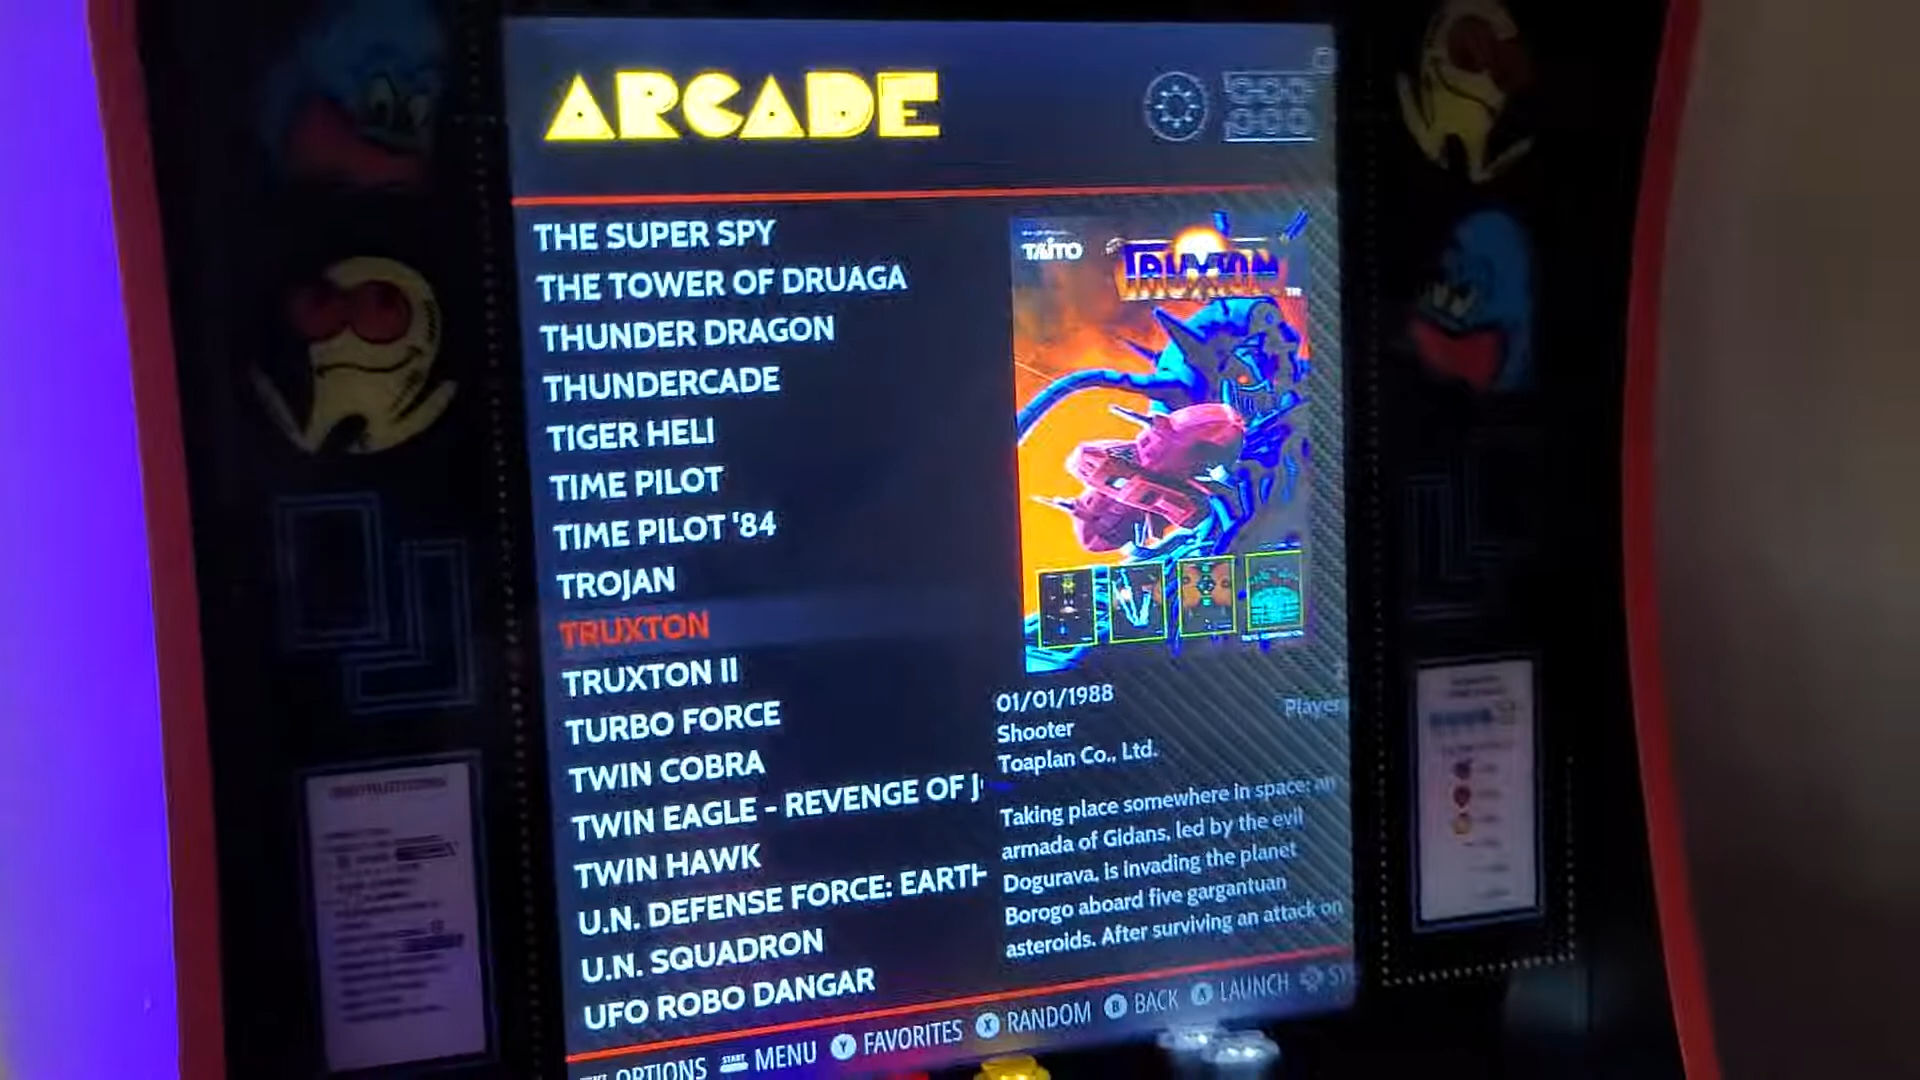 ARCADE
THE SUPER SPY
THE TOWER OF DRUAGA
THUNDER DRAGON
THUNDERCADE
TIGER HELI
TIME PILOT
TIME PILOT '84
TROJAN
TRUXTON
TRUXTON II
TURBO FORCE
TWIN COBRA
TWIN EAGLE - REVENGE OF J
TWIN HAWK
U.N. DEFENSE FORCE: EARTH
U.N. SQUADRON
UFO ROBO DANGAR
TAITO
TRUXTON
TM
01/01/1988
Player
Shooter
Toaplan Co., Ltd.
Taking place somewhere in space: an
armada of Gidans, led by the evil
Dogurava, is invading the planet
Borogo aboard five gargantuan
asteroids. After surviving an attack on
OPTIONS START MENU Y FAVORITES X RANDOM B BACK A LAUNCH SY
INSTRUCTIONS